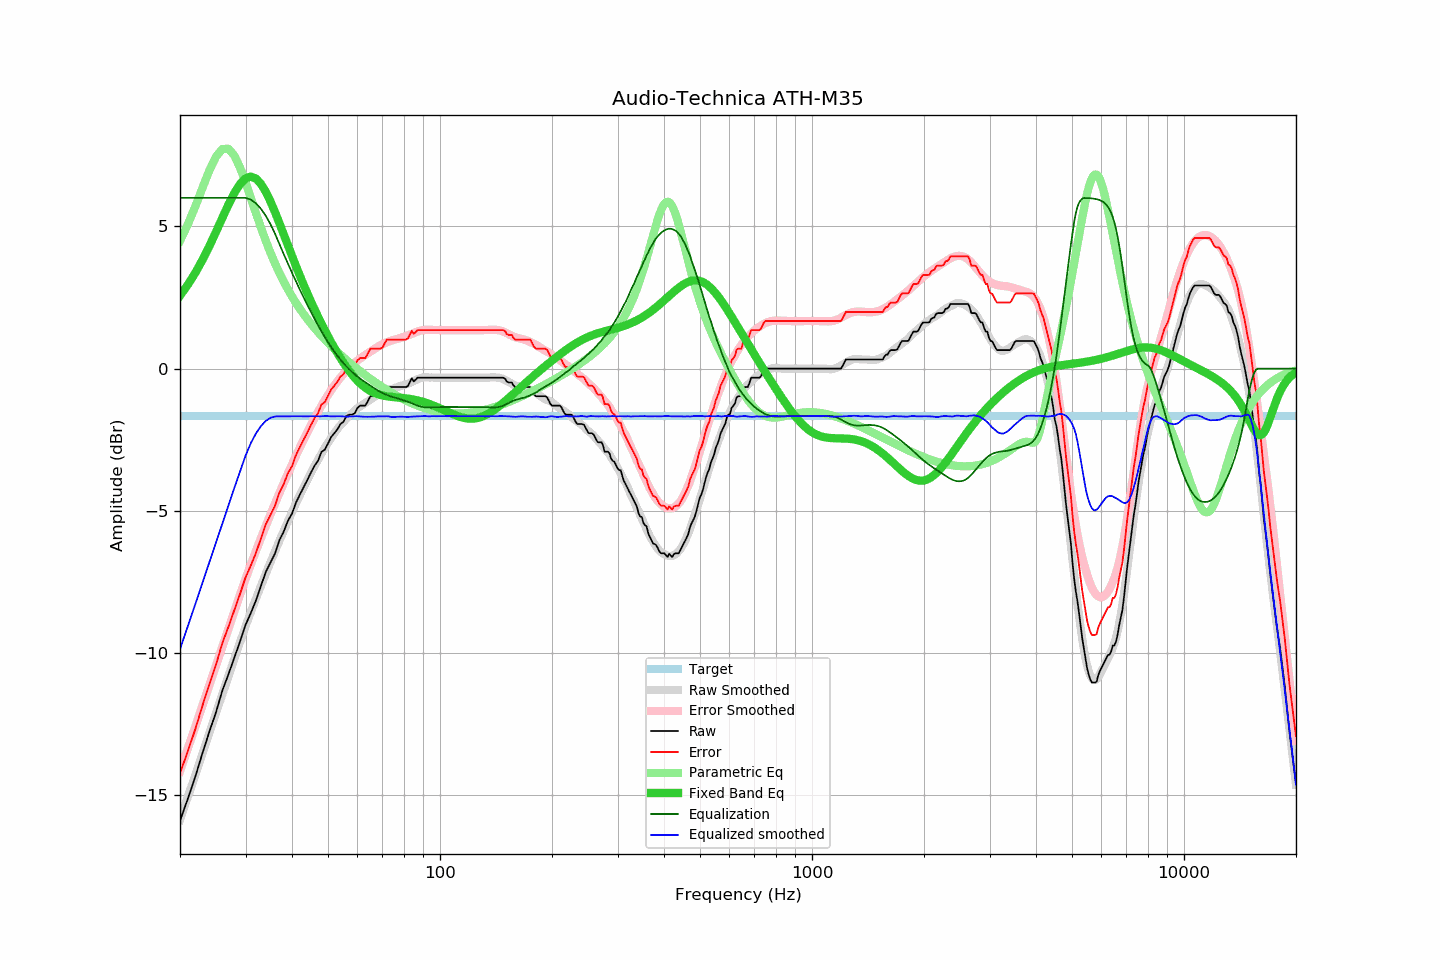 Audio-Technica ATH-M35
Amplitude (dBr)
5
0
−5
−10
−15
Target
Raw Smoothed
Error Smoothed
Raw
Error
Parametric Eq
Fixed Band Eq
Equalization
Equalized smoothed
100
1000
10000
Frequency (Hz)